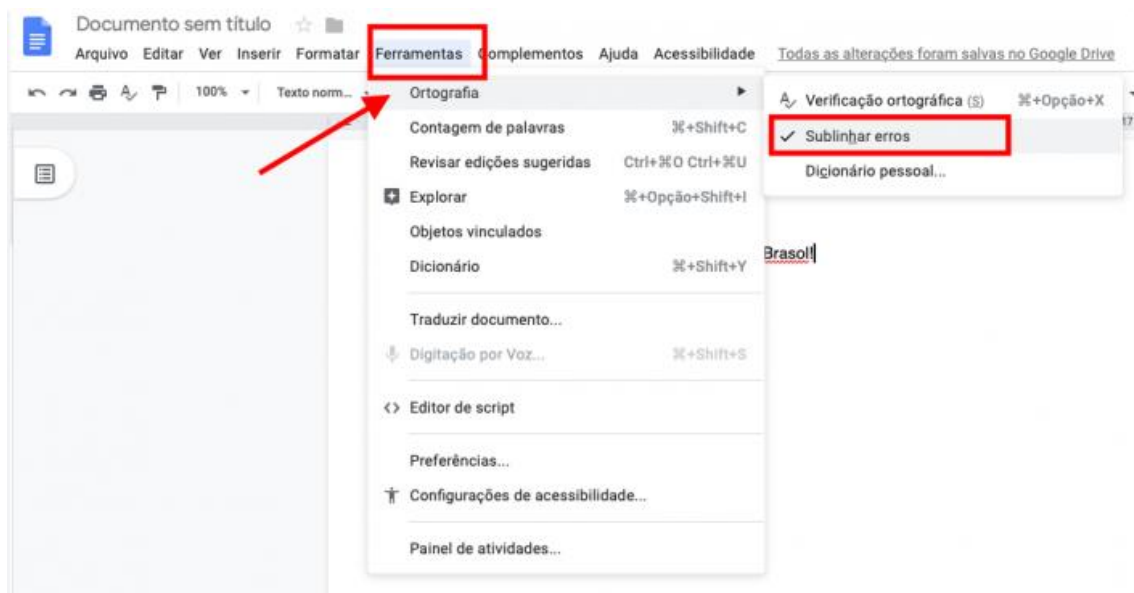 Documento sem título
Arquivo Editar Ver Inserir Formatar Ferramentas Complementos Ajuda Acessibilidade Todas as alterações foram salvas no Google Drive
100% Texto norm...
Ortografia
Contagem de palavras ⌘+Shift+C
Revisar edições sugeridas Ctrl+⌘O Ctrl+⌘U
Explorar ⌘+Opção+Shift+I
Objetos vinculados
Dicionário ⌘+Shift+Y
Traduzir documento...
Digitação por Voz... ⌘+Shift+S
Editor de script
Preferências...
Configurações de acessibilidade...
Painel de atividades...
Verificação ortográfica (S) ⌘+Opção+X
Sublinhar erros
Dicionário pessoal...
17
Brasol!